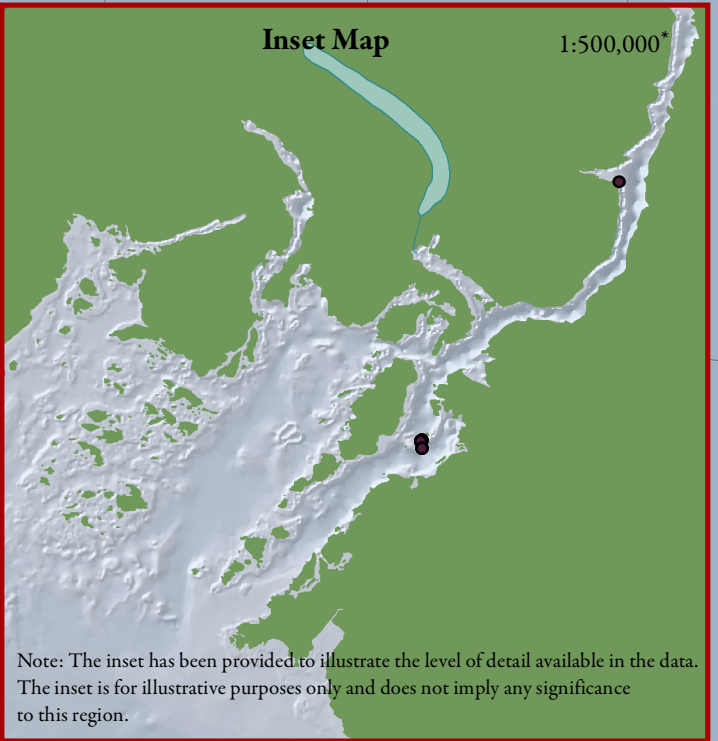 Inset Map
1:500,000*
Note: The inset has been provided to illustrate the level of detail available in the data.
The inset is for illustrative purposes only and does not imply any significance
to this region.